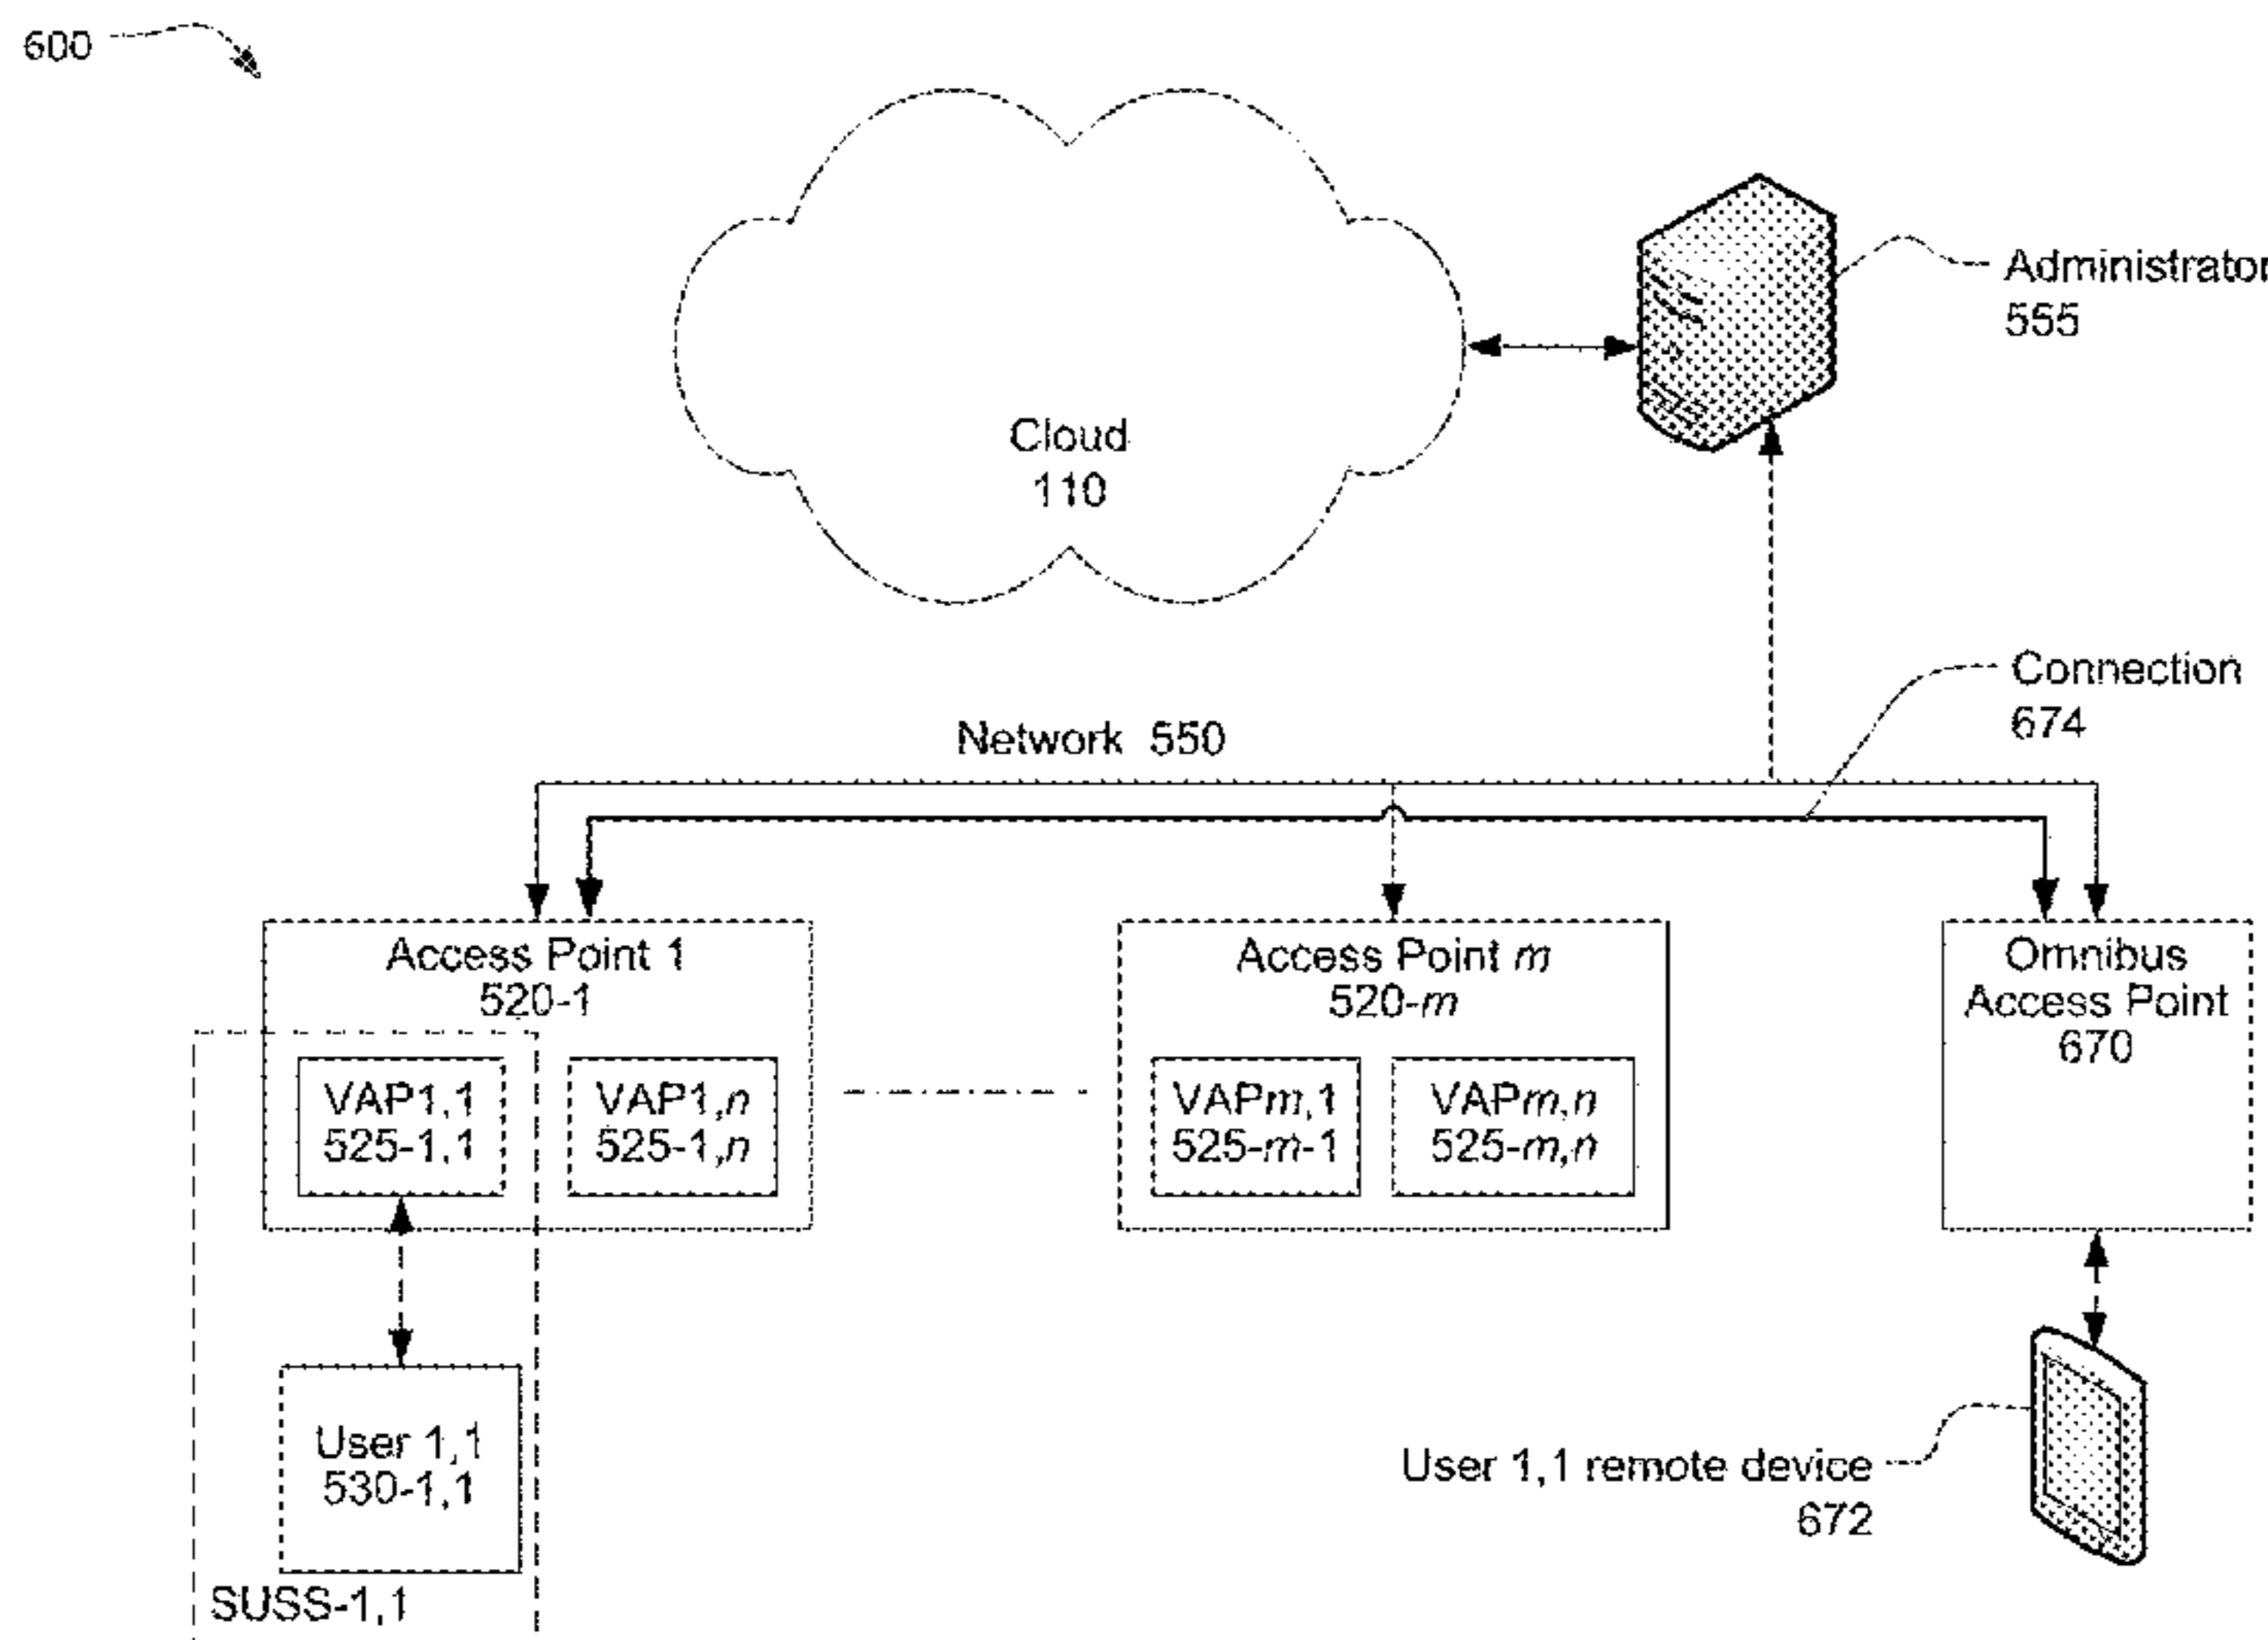 600
Administrator
555
Cloud
110
Connection
674
Network 550
Access Point 1
520-1
Access Point m
520-m
Omnibus
Access Point
670
VAP1,1
525-1,1
VAP1,n
525-1,n
VAPm,1
525-m-1
VAPm,n
525-m,n
User 1,1
530-1,1
User 1,1 remote device
672
SUSS-1,1